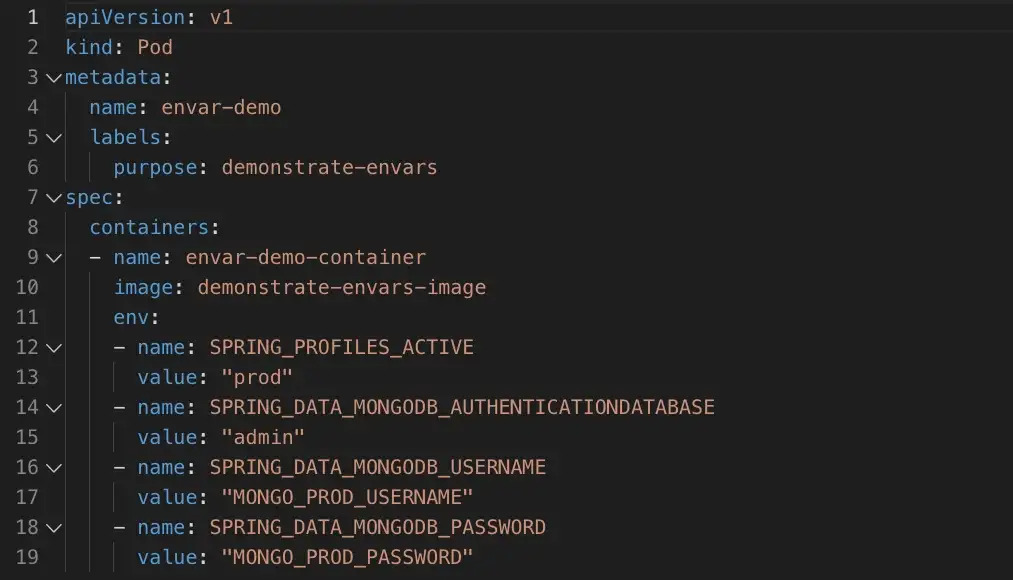 1 apiVersion: v1
2 kind: Pod
3 metadata:
4   name: envar-demo
5   labels:
6     purpose: demonstrate-envars
7 spec:
8   containers:
9   - name: envar-demo-container
10     image: demonstrate-envars-image
11     env:
12     - name: SPRING_PROFILES_ACTIVE
13       value: "prod"
14     - name: SPRING_DATA_MONGODB_AUTHENTICATIONDATABASE
15       value: "admin"
16     - name: SPRING_DATA_MONGODB_USERNAME
17       value: "MONGO_PROD_USERNAME"
18     - name: SPRING_DATA_MONGODB_PASSWORD
19       value: "MONGO_PROD_PASSWORD"